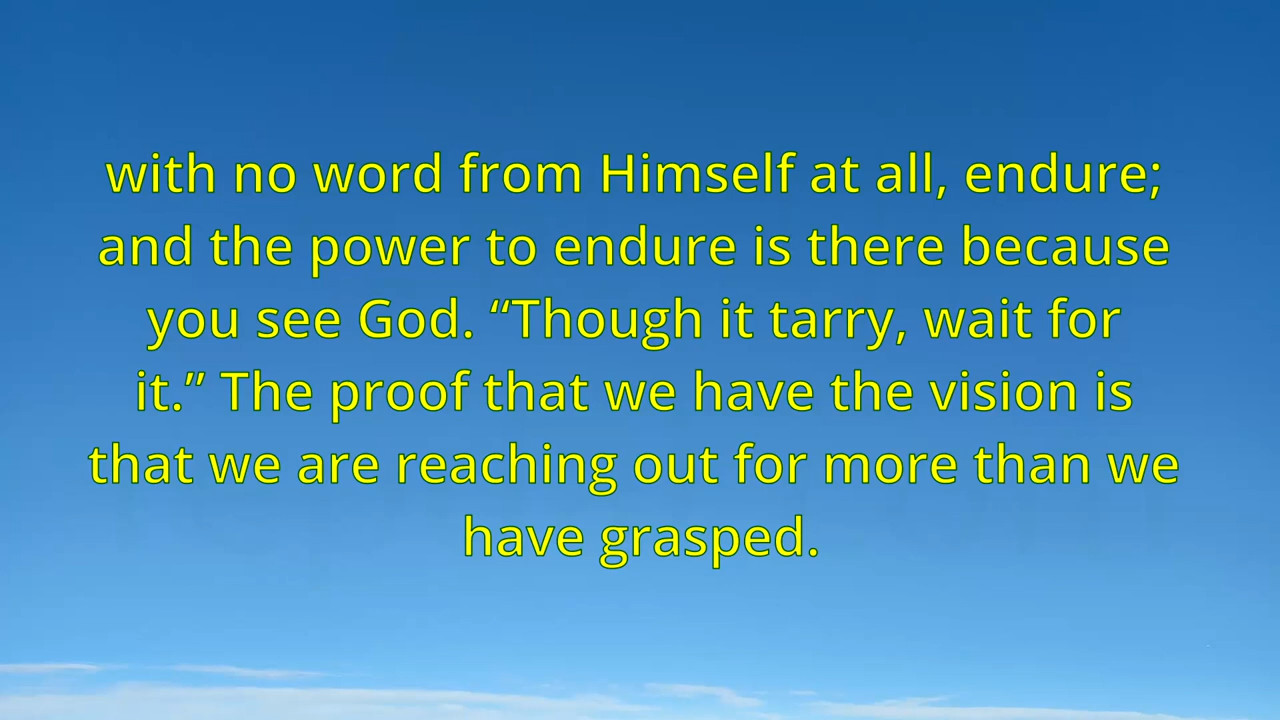 with no word from Himself at all, endure;
and the power to endure is there because
you see God. “Though it tarry, wait for
it.” The proof that we have the vision is
that we are reaching out for more than we
have grasped.